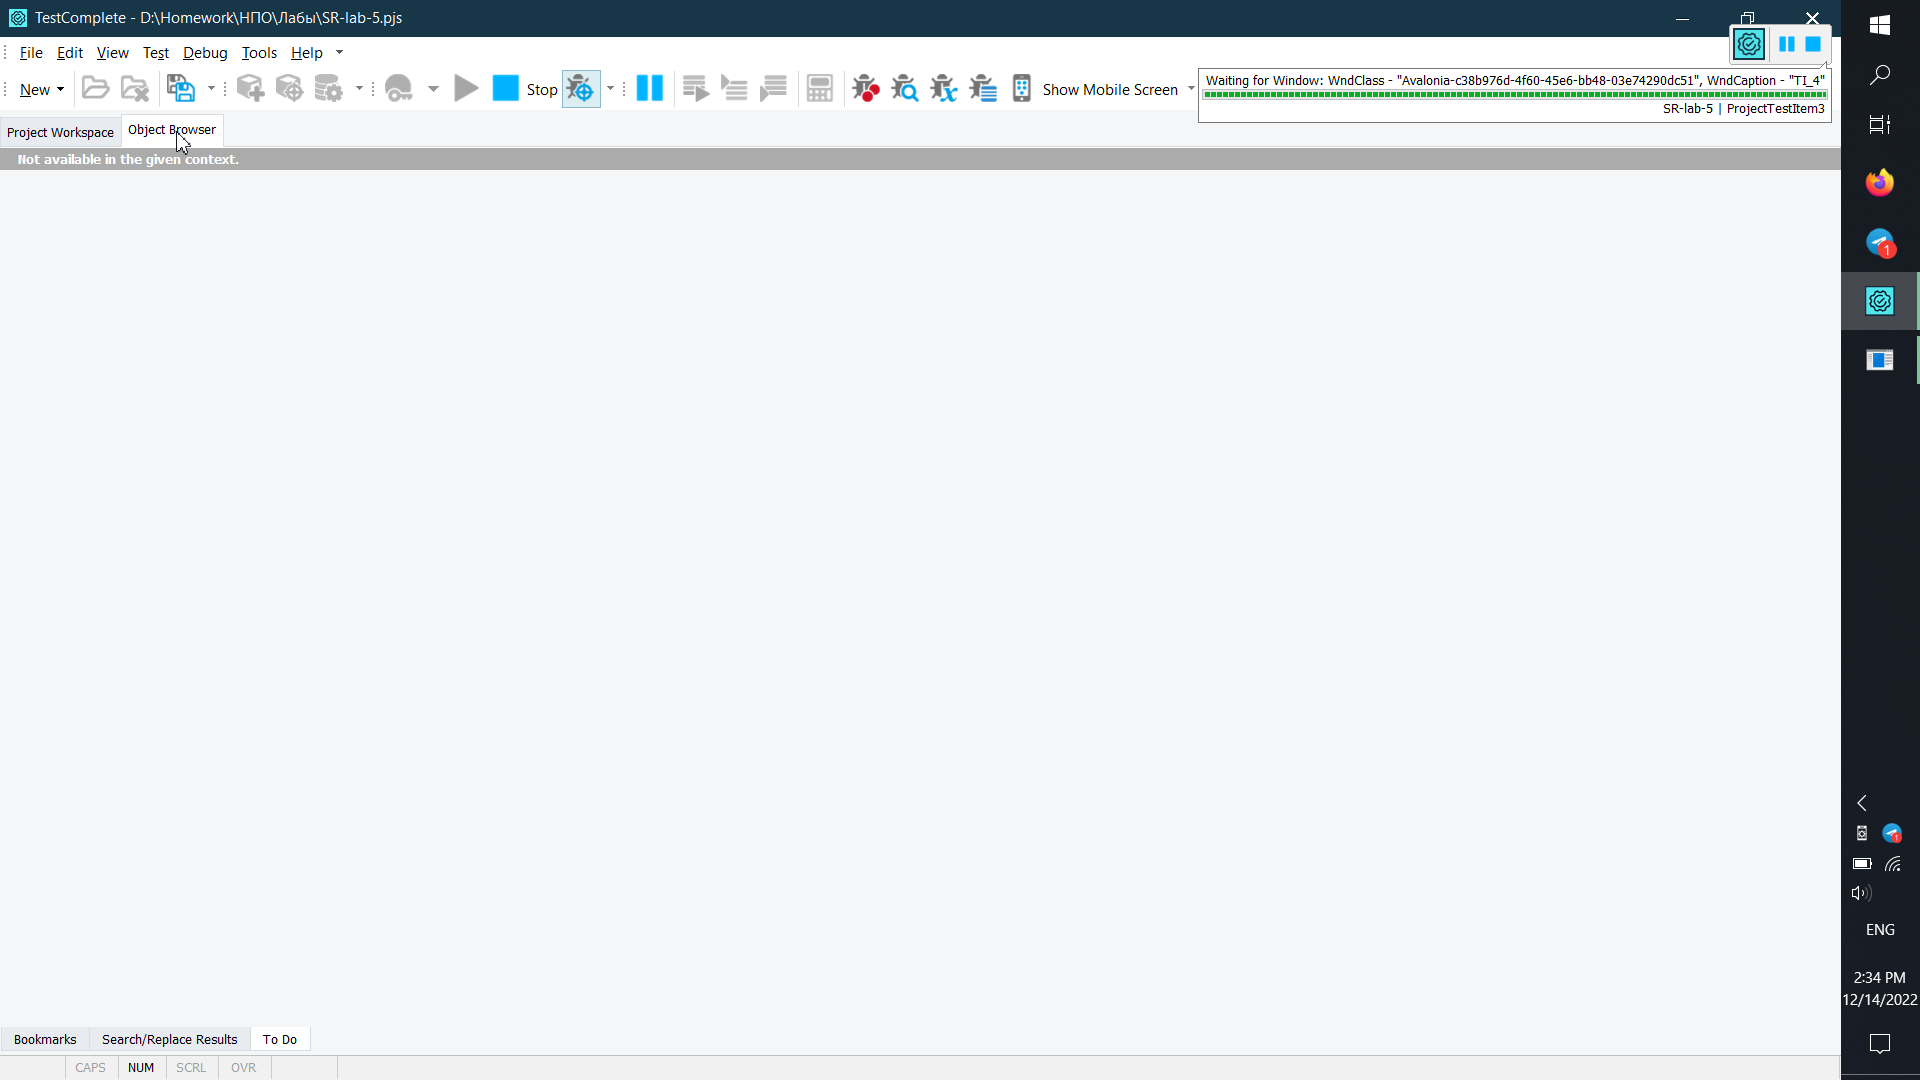 TestComplete - D:\Homework\НПО\Лабы\SR-lab-5.pjs
File Edit View Test Debug Tools Help
New Stop Show Mobile Screen
Waiting for Window: WndClass - "Avalonia-c38b976d-4f60-45e6-bb48-03e74290dc51", WndCaption - "TI_4"
SR-lab-5 | ProjectTestItem3
Project Workspace Object Browser
Not available in the given context.
1
1
ENG
2:34 PM
12/14/2022
Bookmarks Search/Replace Results To Do
CAPS NUM SCRL OVR